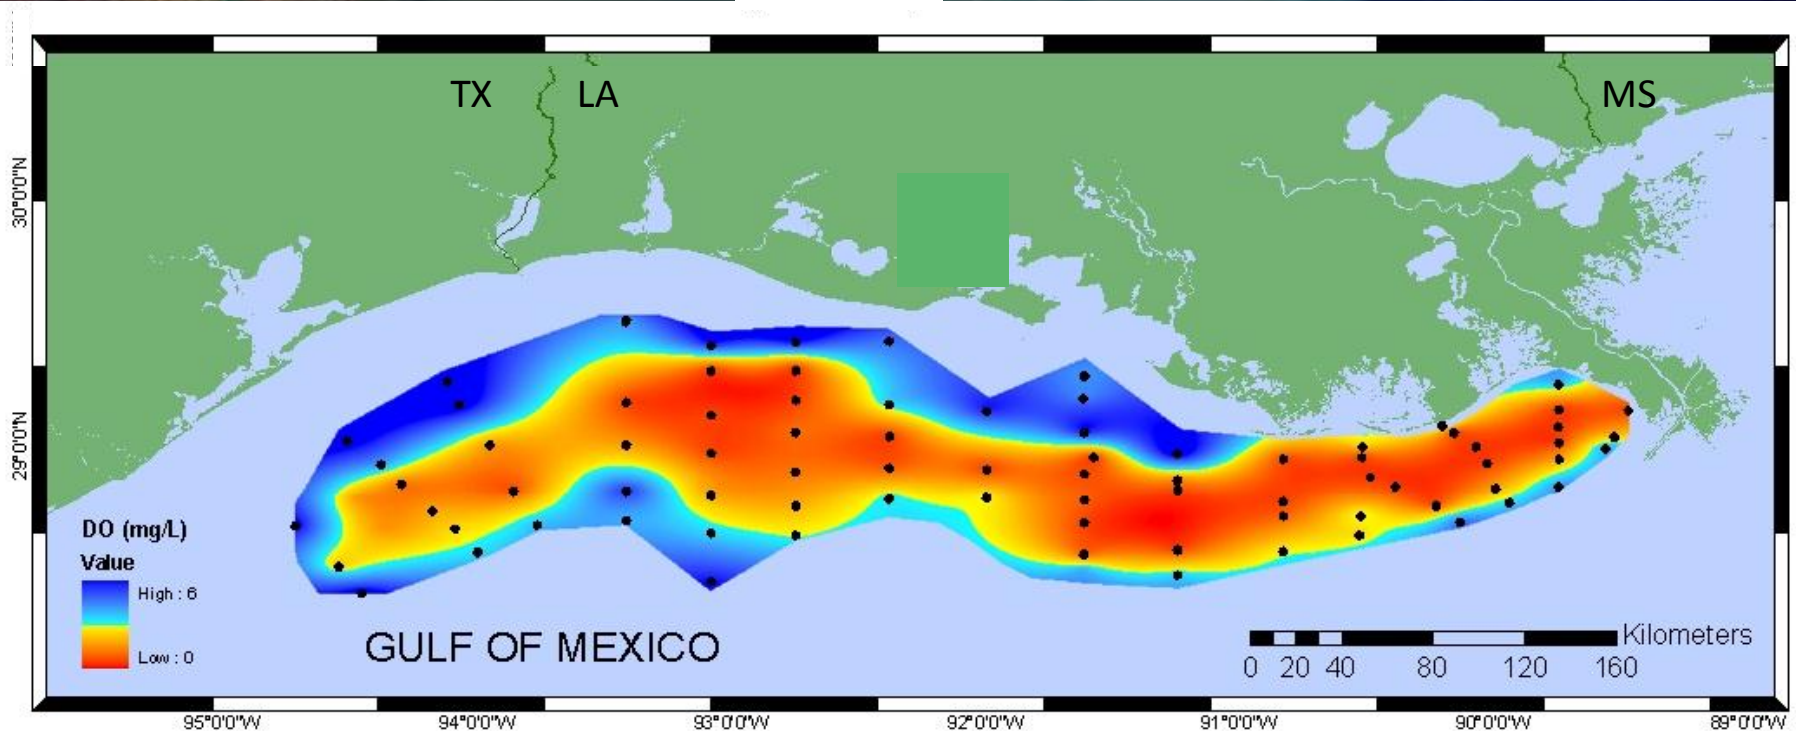 TX LA MS
30°0'0"N
29°0'0"N
DO (mg/L)
Value
High : 6
Low : 0
GULF OF MEXICO
Kilometers
0 20 40 80 120 160
95°0'0"W 94°0'0"W 93°0'0"W 92°0'0"W 91°0'0"W 90°0'0"W 89°0'0"W